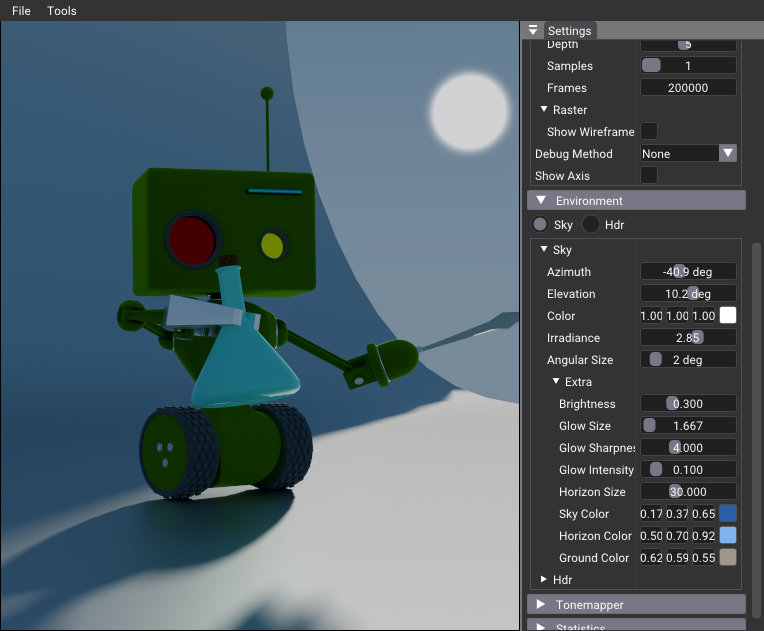 File Tools
Settings
Depth 5
Samples 1
Frames 200000
Raster
Show Wireframe
Debug Method None
Show Axis
Environment
Sky Hdr
Sky
Azimuth -40.9 deg
Elevation 10.2 deg
Color 1.00 1.00 1.00
Irradiance 2.85
Angular Size 2 deg
Extra
Brightness 0.300
Glow Size 1.667
Glow Sharpnes 4.000
Glow Intensity 0.100
Horizon Size 30.000
Sky Color 0.17 0.37 0.65
Horizon Color 0.50 0.70 0.92
Ground Color 0.62 0.59 0.55
Hdr
Tonemapper
Statistics